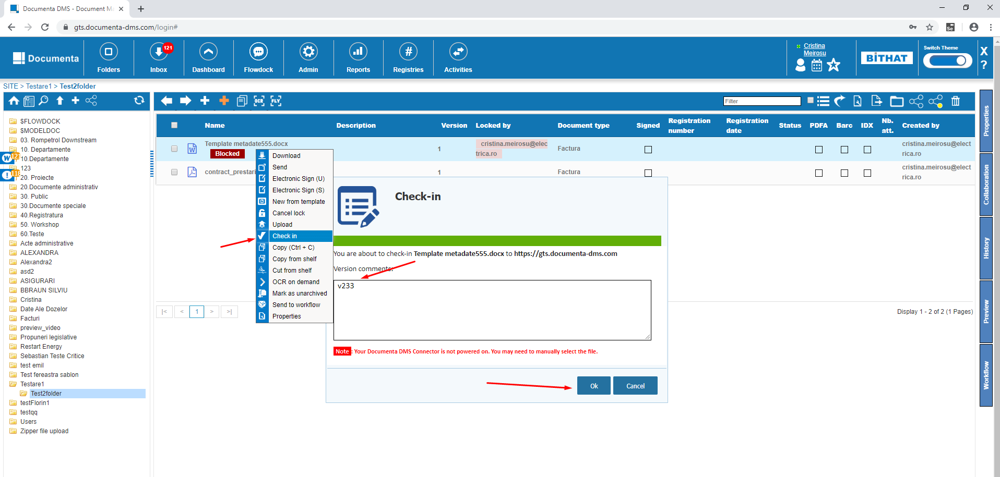 Documenta DMS - Document Ma
gts.documenta-dms.com/login#
Se
Documenta
Folders
121
Inbox
Dashboard
Flowdock
Admin
Reports
#
Registries
Activities
Cristina
Meirosu
BITHAT
Switch Theme
X
?
SITE > Testare1 > Test2folder
OCR
FLY
Filter
Name
Description
Version
Locked by
Document type
Signed
Registration
number
Registration
date
Status
PDFA
Barc
IDX
Nb.
att.
Created by
Template metadate555.docx
Blocked
1
cristina.meirosu@elec
trica.ro
Factura
cristina.meirosu@elect
rica.ro
contract_prestari
1
Factura
cristina.meirosu@elect
rica.ro
$FLOWDOCK
$MODELDOC
03. Rompetrol Downstream
10. Departamente
10.Departamente
123
20. Proiecte
20.Documente administrativ
30. Public
30.Documente speciale
40.Registratura
50. Workshop
60.Teste
Acte administrative
ALEXANDRA
Alexandra2
asd2
ASIGURARI
BBRAUN SILVIU
Cristina
Date Ale Dozelor
Facturi
preview_video
Propuneri legislative
Restart Energy
Sebastian Teste Critice
test emil
Test fereastra sablon
Testare1
Test2folder
testFlorin1
testqq
Users
Zipper file upload
W
121
!
118
Download
Send
Electronic Sign (U)
Electronic Sign (S)
New from template
Cancel lock
Upload
Check in
Copy (Ctrl + C)
Copy from shelf
Cut from shelf
OCR on demand
Mark as unarchived
Send to workflow
Properties
Check-in
You are about to check-in Template metadate555.docx to https://gts.documenta-dms.com
Version comments:
v233
Note : Your Documenta DMS Connector is not powered on. You may need to manually select the file.
Ok
Cancel
|<
<
1
>
>|
Display 1 - 2 of 2 (1 Pages)
Properties
Collaboration
History
Preview
Workflow